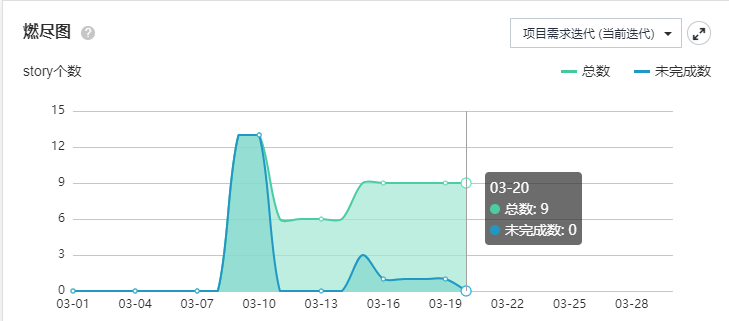 燃尽图 ?
项目需求迭代 (当前迭代)
story个数
总数
未完成数
15
12
9
6
3
0
03-01 03-04 03-07 03-10 03-13 03-16 03-19 03-22 03-25 03-28
03-20
总数: 9
未完成数: 0